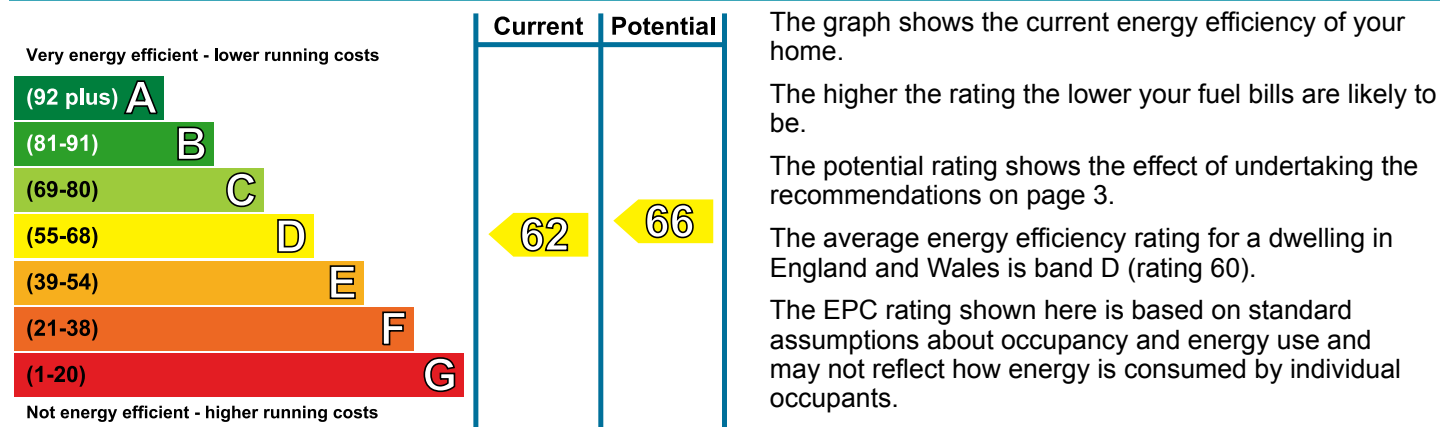 Current Potential
Very energy efficient - lower running costs
(92 plus) A
(81-91) B
(69-80) C
(55-68) D
62 66
(39-54) E
(21-38) F
(1-20) G
Not energy efficient - higher running costs
The graph shows the current energy efficiency of your
home.
The higher the rating the lower your fuel bills are likely to
be.
The potential rating shows the effect of undertaking the
recommendations on page 3.
The average energy efficiency rating for a dwelling in
England and Wales is band D (rating 60).
The EPC rating shown here is based on standard
assumptions about occupancy and energy use and
may not reflect how energy is consumed by individual
occupants.